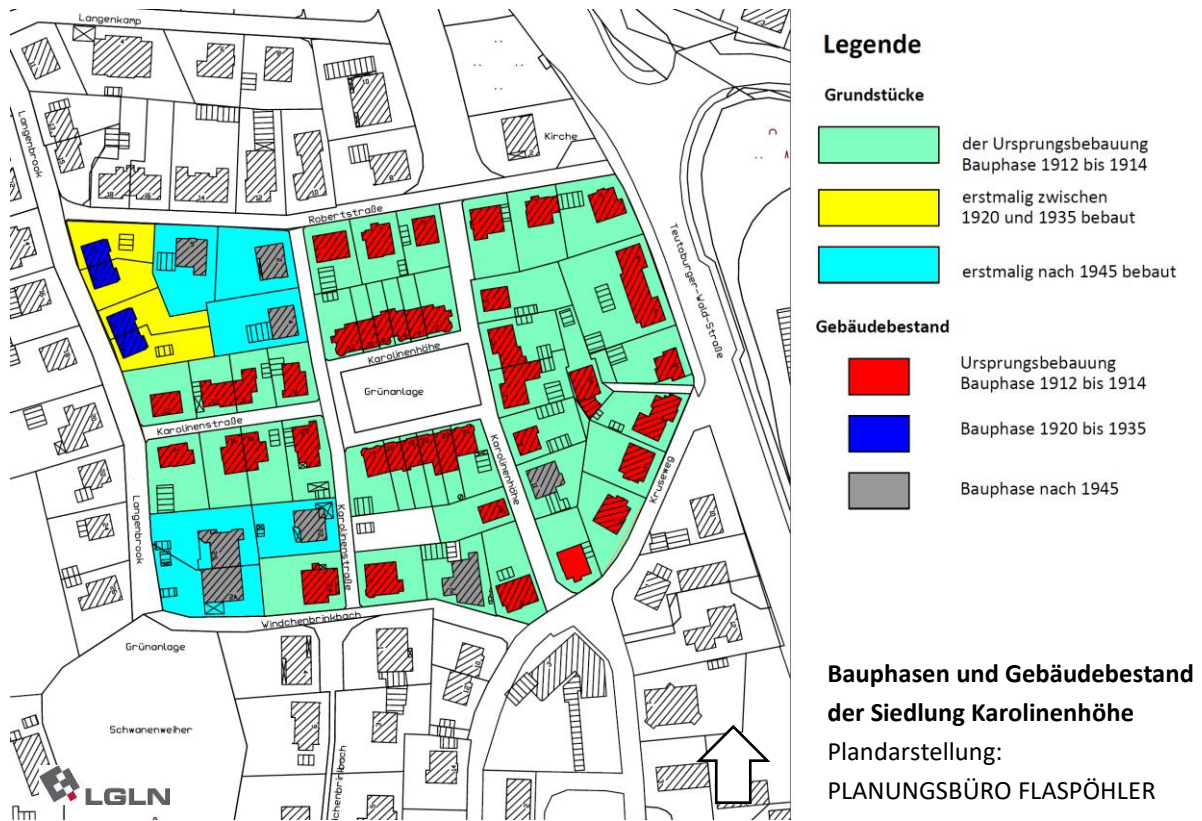 Langenkamp
Langenbrook
Kirche
Robertstraße
Teutoburger-Wald-Straße
Karolinenhöhe
Grünanlage
Karolinenstraße
Karolinenhöhe
Kruseweg
Langenbrook
Karolinenstraße
Windchenbrinkbach
Grünanlage
Schwanenweiher
LGLN
Legende
Grundstücke
der Ursprungsbebauung
Bauphase 1912 bis 1914
erstmalig zwischen
1920 und 1935 bebaut
erstmalig nach 1945 bebaut
Gebäudebestand
Ursprungsbebauung
Bauphase 1912 bis 1914
Bauphase 1920 bis 1935
Bauphase nach 1945
Bauphasen und Gebäudebestand
der Siedlung Karolinenhöhe
Plandarstellung:
PLANUNGSBÜRO FLASPÖHLER